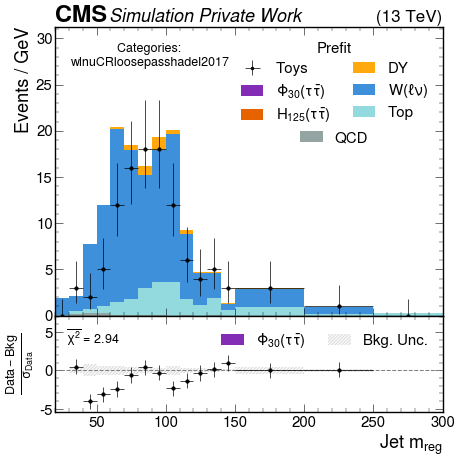 CMS Simulation Private Work (13 TeV)
Events / GeV
Categories:
wlnuCRloosepasshadel2017
Prefit
Toys
Φ30(ττ̄)
H125(ττ̄)
DY
W(ℓν)
Top
QCD
30
25
20
15
10
5
0
Data – Bkg
σData
χ² = 2.94
Φ30(ττ̄)
Bkg. Unc.
5
0
-5
50 100 150 200 250 300
Jet mreg